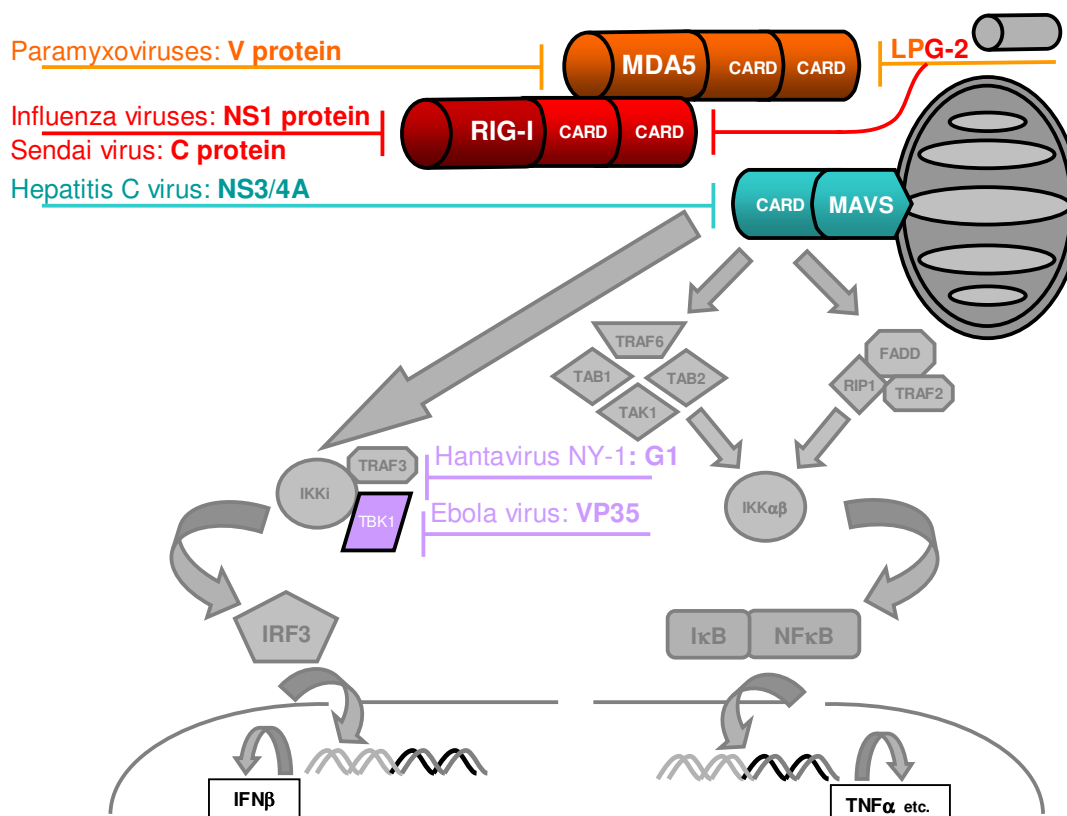 Paramyxoviruses: V protein
MDA5 CARD CARD
LPG-2
Influenza viruses: NS1 protein
RIG-I CARD CARD
Sendai virus: C protein
Hepatitis C virus: NS3/4A
CARD MAVS
TRAF6
TAB1 TAB2
TAK1
FADD
RIP1 TRAF2
TRAF3
IKKi
TBK1
Hantavirus NY-1: G1
Ebola virus: VP35
IKKαβ
IRF3
IκB NFκB
IFNβ
TNFα etc.